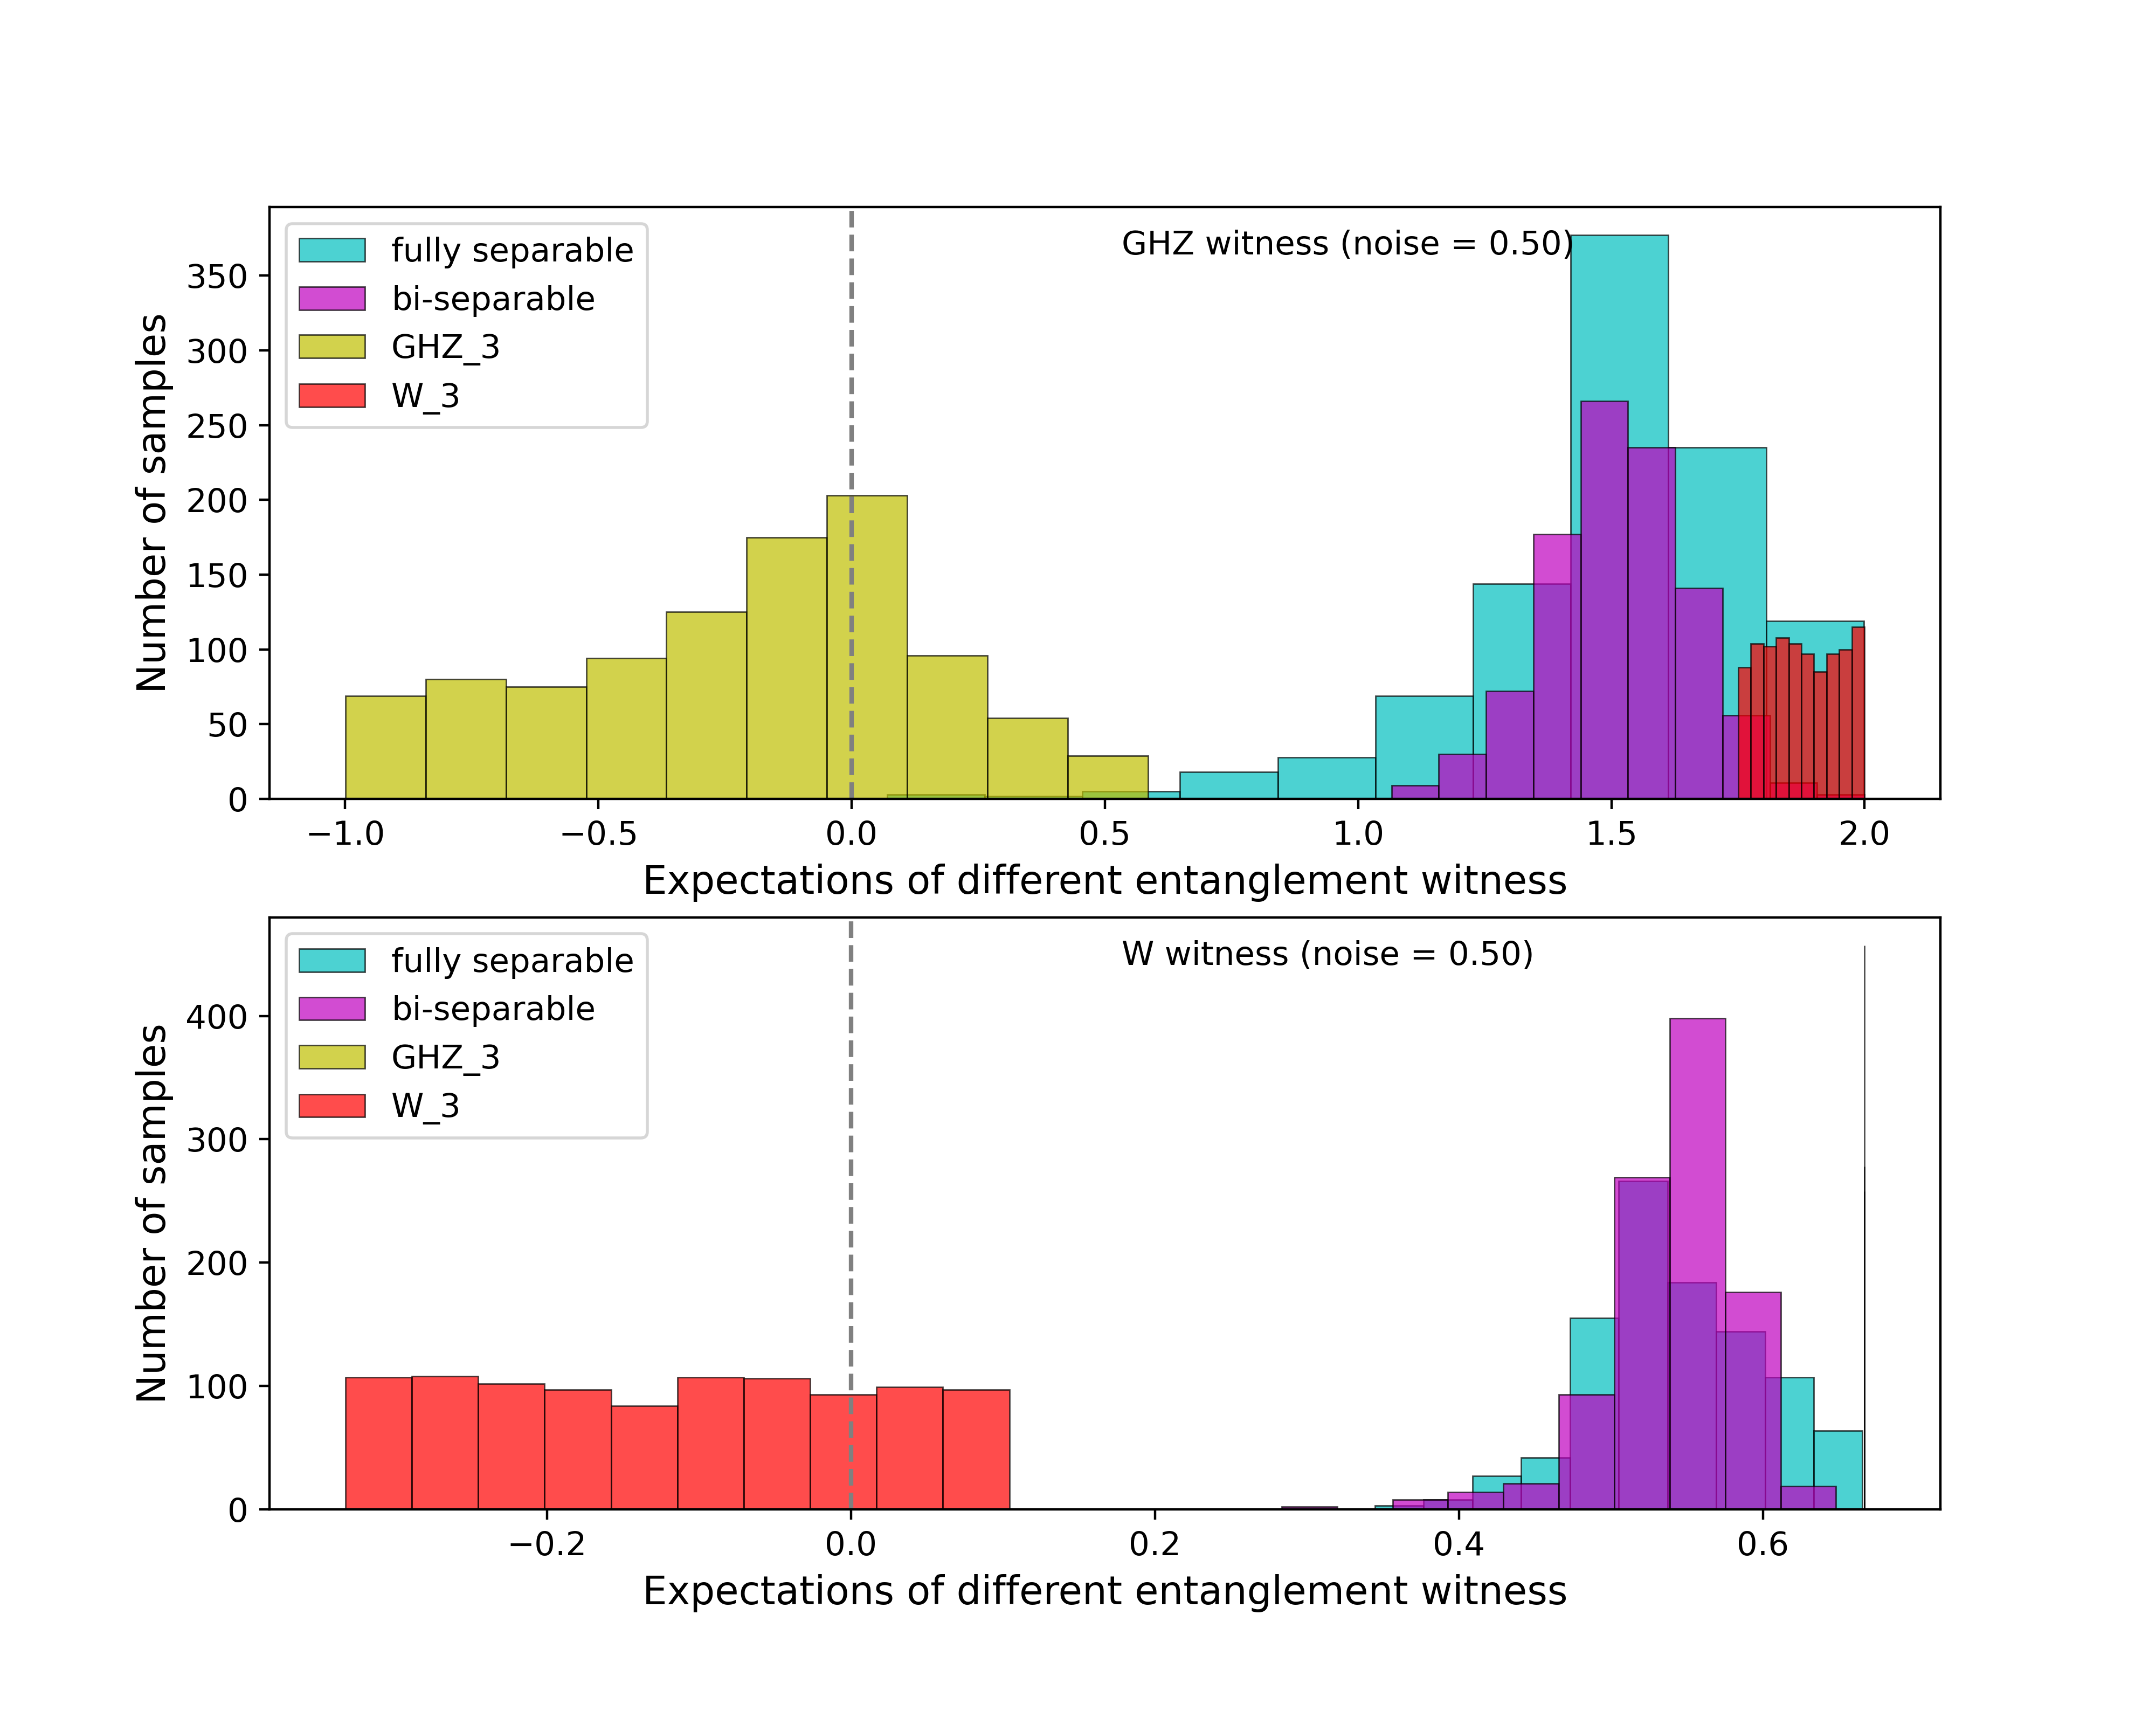 GHZ witness (noise = 0.50)
fully separable
bi-separable
GHZ_3
W_3
Number of samples
350
300
250
200
150
100
50
0
−1.0 −0.5 0.0 0.5 1.0 1.5 2.0
Expectations of different entanglement witness
W witness (noise = 0.50)
fully separable
bi-separable
GHZ_3
W_3
Number of samples
400
300
200
100
0
−0.2 0.0 0.2 0.4 0.6
Expectations of different entanglement witness